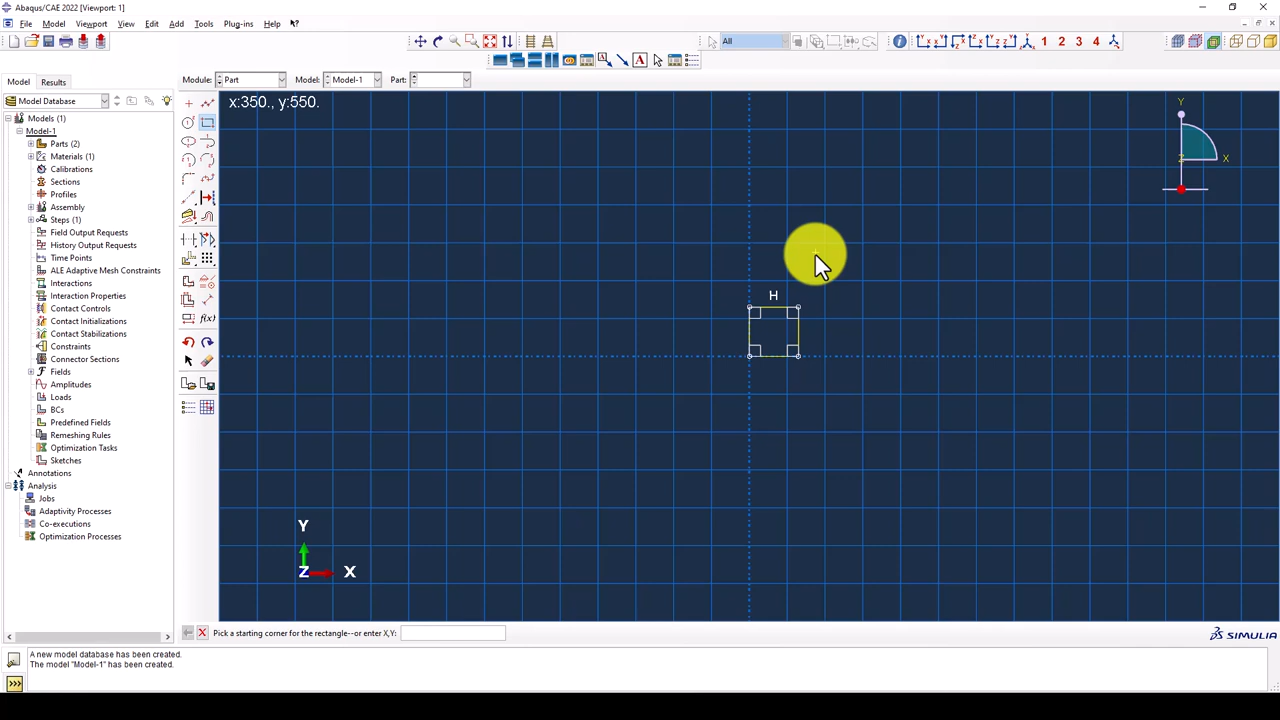 Abaqus/CAE 2022 [Viewport: 1]
File Model Viewport View Edit Add Tools Plug-ins Help
All
1 2 3 4
Model Results Module: Part Model: Model-1 Part:
Model Database
x:350., y:550.
Models (1)
Model-1
Parts (2)
Materials (1)
Calibrations
Sections
Profiles
Assembly
Steps (1)
Field Output Requests
History Output Requests
Time Points
ALE Adaptive Mesh Constraints
Interactions
Interaction Properties
Contact Controls
Contact Initializations
Contact Stabilizations
Constraints
Connector Sections
Fields
Amplitudes
Loads
BCs
Predefined Fields
Remeshing Rules
Optimization Tasks
Sketches
Annotations
Analysis
Jobs
Adaptivity Processes
Co-executions
Optimization Processes
f(x)
H
Y
Z X
Y
Z X
Pick a starting corner for the rectangle--or enter X,Y:
SIMULIA
A new model database has been created.
The model "Model-1" has been created.
>>>